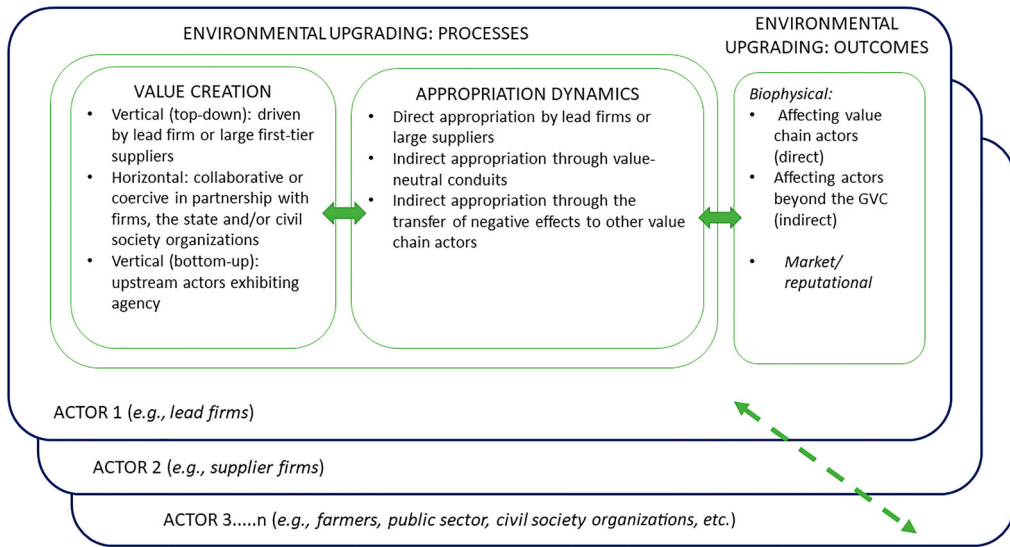 ENVIRONMENTAL UPGRADING: PROCESSES
VALUE CREATION
• Vertical (top-down): driven
by lead firm or large first-tier
suppliers
• Horizontal: collaborative or
coercive in partnership with
firms, the state and/or civil
society organizations
• Vertical (bottom-up):
upstream actors exhibiting
agency
APPROPRIATION DYNAMICS
• Direct appropriation by lead firms or
large suppliers
• Indirect appropriation through value-
neutral conduits
• Indirect appropriation through the
transfer of negative effects to other value
chain actors
ENVIRONMENTAL
UPGRADING: OUTCOMES
Biophysical:
• Affecting value
chain actors
(direct)
• Affecting actors
beyond the GVC
(indirect)
• Market/
reputational
ACTOR 1 (e.g., lead firms)
ACTOR 2 (e.g., supplier firms)
ACTOR 3.....n (e.g., farmers, public sector, civil society organizations, etc.)